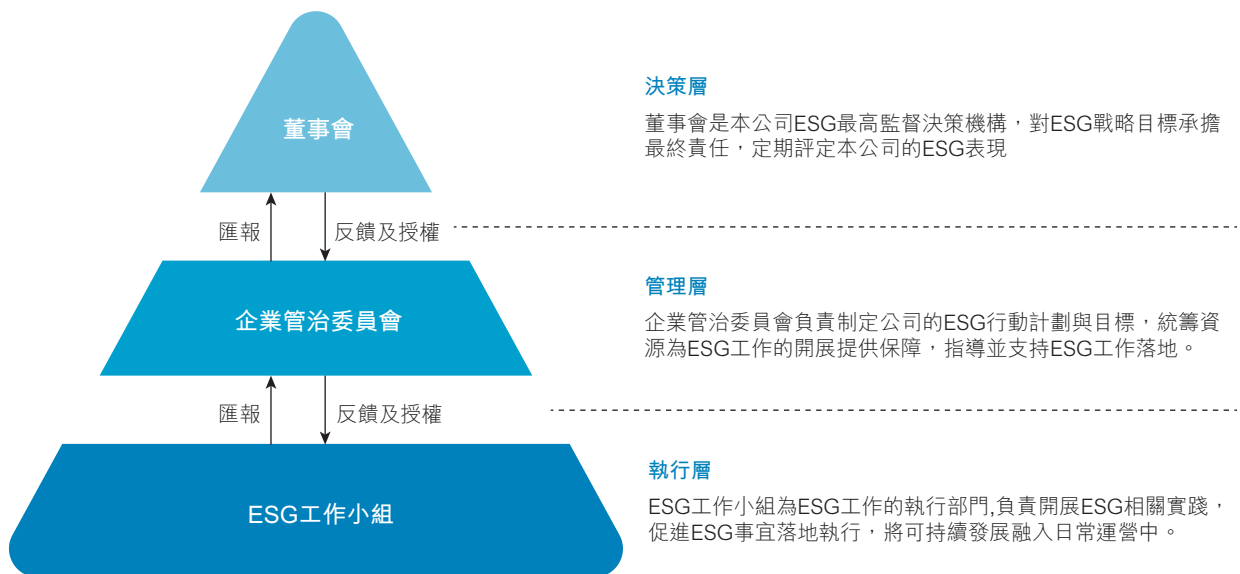 決策層
董事會是本公司ESG最高監督決策機構，對ESG戰略目標承擔
最終責任，定期評定本公司的ESG表現
董事會
匯報
反饋及授權
管理層
企業管治委員會負責制定公司的ESG行動計劃與目標，統籌資
源為ESG工作的開展提供保障，指導並支持ESG工作落地。
企業管治委員會
匯報
反饋及授權
執行層
ESG工作小組為ESG工作的執行部門,負責開展ESG相關實踐，
促進ESG事宜落地執行，將可持續發展融入日常運營中。
ESG工作小組